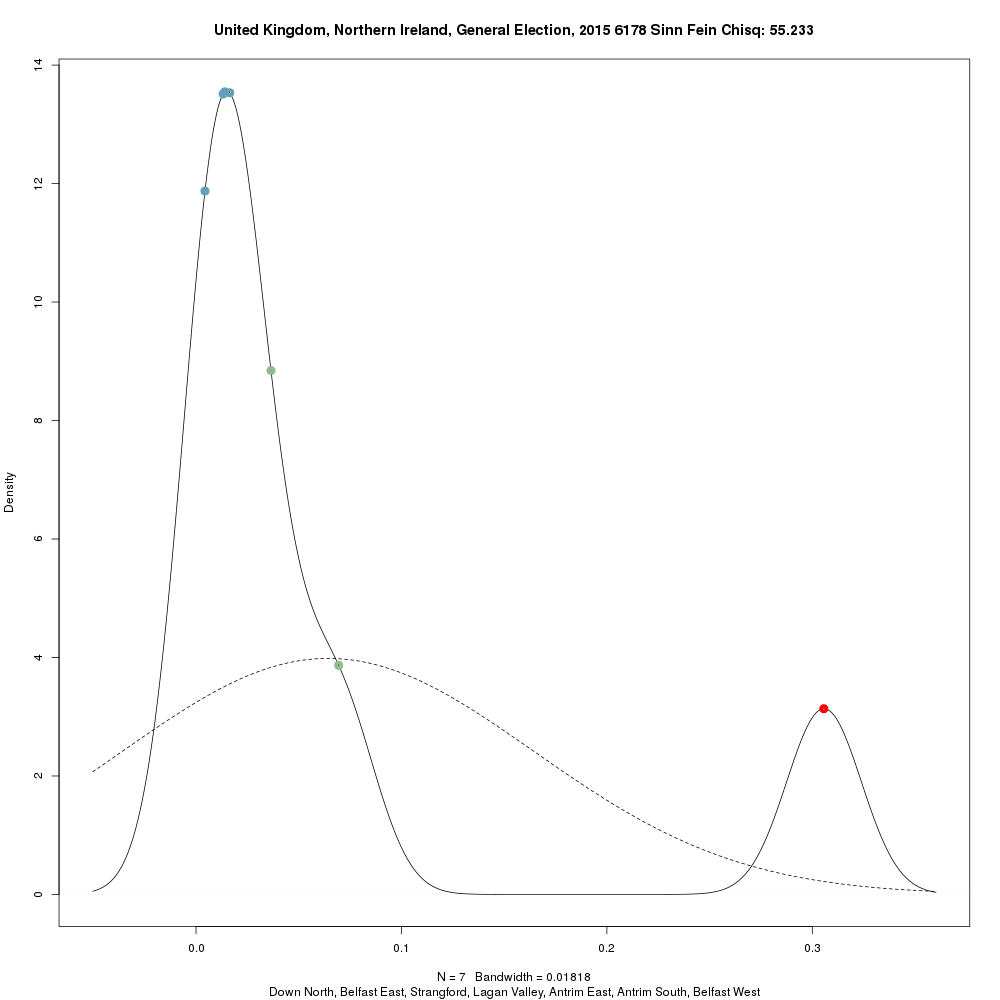 United Kingdom, Northern Ireland, General Election, 2015 6178 Sinn Fein Chisq: 55.233
14
12
10
8
6
4
2
0
Density
0.0 0.1 0.2 0.3
N = 7 Bandwidth = 0.01818
Down North, Belfast East, Strangford, Lagan Valley, Antrim East, Antrim South, Belfast West